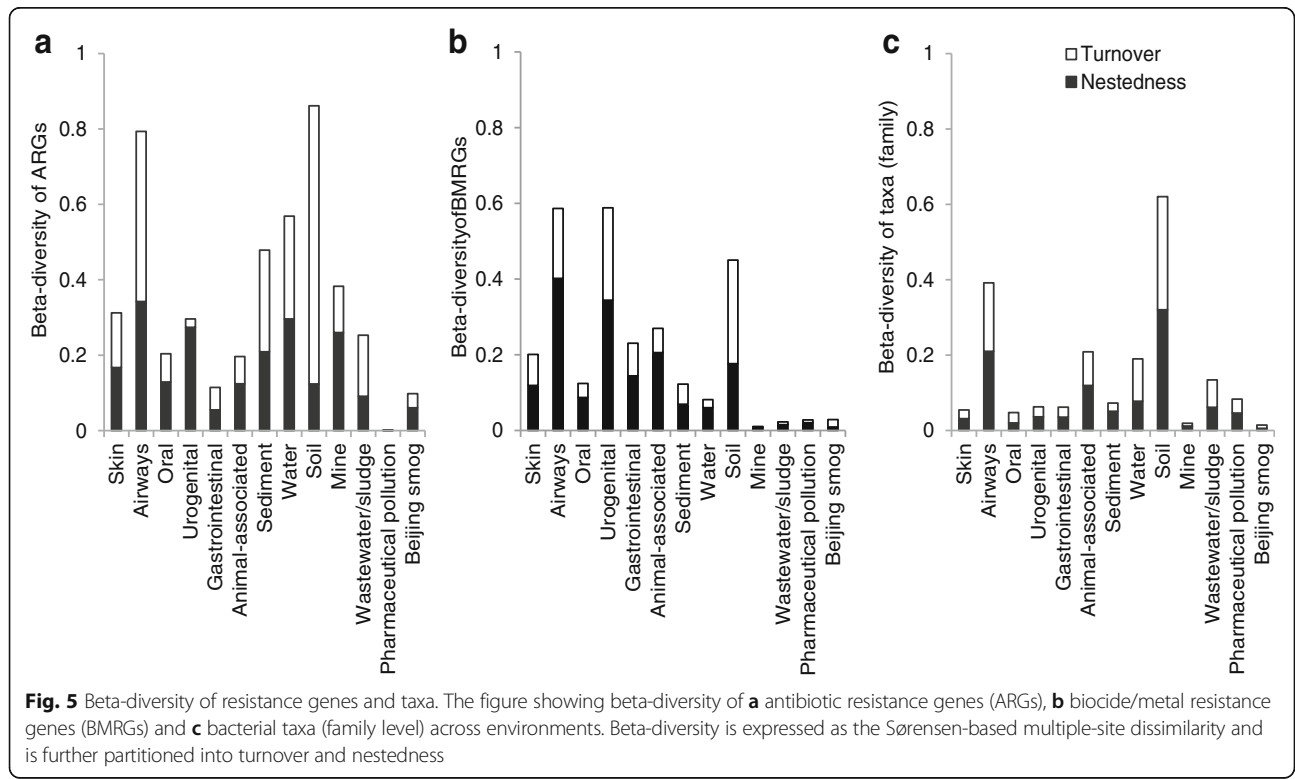 a
Beta-diversity of ARGs
1
0.8
0.6
0.4
0.2
0
Skin
Airways
Oral
Urogenital
Gastrointestinal
Animal-associated
Sediment
Water
Soil
Mine
Wastewater/sludge
Pharmaceutical pollution
Beijing smog
b
Beta-diversityofBMRGs
1
0.8
0.6
0.4
0.2
0
Skin
Airways
Oral
Urogenital
Gastrointestinal
Animal-associated
Sediment
Water
Soil
Mine
Wastewater/sludge
Pharmaceutical pollution
Beijing smog
c
Beta-diversity of taxa (family)
1
0.8
0.6
0.4
0.2
0
Turnover
Nestedness
Skin
Airways
Oral
Urogenital
Gastrointestinal
Animal-associated
Sediment
Water
Soil
Mine
Wastewater/sludge
Pharmaceutical pollution
Beijing smog
Fig. 5 Beta-diversity of resistance genes and taxa. The figure showing beta-diversity of a antibiotic resistance genes (ARGs), b biocide/metal resistance
genes (BMRGs) and c bacterial taxa (family level) across environments. Beta-diversity is expressed as the Sørensen-based multiple-site dissimilarity and
is further partitioned into turnover and nestedness